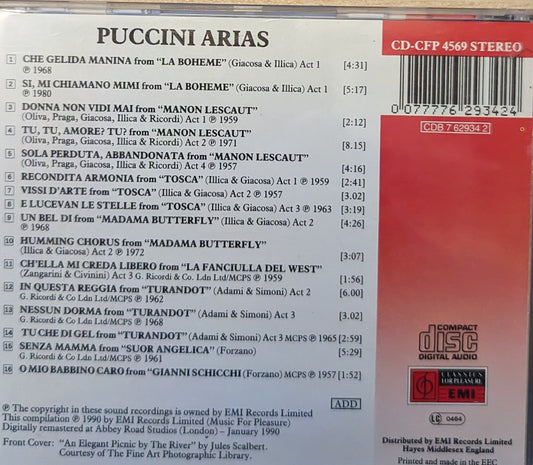 PUCCINI ARIAS
CD-CFP 4569 STEREO
1 CHE GELIDA MANINA from “LA BOHEME” (Giacosa & Illica) Act 1 [4:31]
℗ 1968
2 SI, MI CHIAMANO MIMI from “LA BOHEME” (Giacosa & Illica) Act 1 [5:17]
℗ 1980
3 DONNA NON VIDI MAI from “MANON LESCAUT”
(Oliva, Praga, Giacosa, Illica & Ricordi) Act 1 ℗ 1959 [2:12]
4 TU, TU, AMORE? TU? from “MANON LESCAUT”
(Oliva, Praga, Giacosa, Illica & Ricordi) Act 2 ℗ 1971 [8.15]
5 SOLA PERDUTA, ABBANDONATA from “MANON LESCAUT”
(Oliva, Praga, Giacosa, Illica & Ricordi) Act 4 ℗ 1957 [4:16]
6 RECONDITA ARMONIA from “TOSCA” (Illica & Giacosa) Act 1 ℗ 1959 [2:41]
7 VISSI D'ARTE from “TOSCA” (Illica & Giacosa) Act 2 ℗ 1957 [3.02]
8 E LUCEVAN LE STELLE from “TOSCA” (Illica & Giacosa) Act 3 ℗ 1963 [3:19]
9 UN BEL DI from “MADAMA BUTTERFLY” (Illica & Giacosa) Act 2 [4:26]
℗ 1968
10 HUMMING CHORUS from “MADAMA BUTTERFLY”
(Illica & Giacosa) Act 2 ℗ 1972 [3:07]
11 CH'ELLA MI CREDA LIBERO from “LA FANCIULLA DEL WEST”
(Zangarini & Civinini) Act 3 G. Ricordi & Co. Ldn Ltd/MCPS ℗ 1959 [1:56]
12 IN QUESTA REGGIA from “TURANDOT” (Adami & Simoni) Act 2 [6.00]
G. Ricordi & Co Ldn Ltd/MCPS ℗ 1962
13 NESSUN DORMA from “TURANDOT” (Adami & Simoni) Act 3 [3.02]
G. Ricordi & Co Ldn Ltd/MCPS ℗ 1968
14 TU CHE DI GEL from “TURANDOT” (Adami & Simoni) Act 3 MCPS ℗ 1965 [2:59]
15 SENZA MAMMA from “SUOR ANGELICA” (Forzano) [5:29]
G. Ricordi & Co Ldn Ltd/MCPS ℗ 1961
16 O MIO BABBINO CARO from “GIANNI SCHICCHI (Forzano) MCPS ℗ 1957 [1:52]
ADD
℗ The copyright in these sound recordings is owned by EMI Records Limited
This compilation ℗ 1990 by EMI Records Limited (Music For Pleasure)
Digitally remastered at Abbey Road Studios (London) – January 1990
Front Cover: “An Elegant Picnic by The River” by Jules Scalbert.
Courtesy of The Fine Art Photographic Library.
0 077776 293424
CDB 7 62934 2
COMPACT
disc
DIGITAL AUDIO
CLASSICS
FOR PLEASURE
EMI
LC 0464
Distributed by EMI Records Limited
Hayes Middlesex England
Printed and made in the EEC